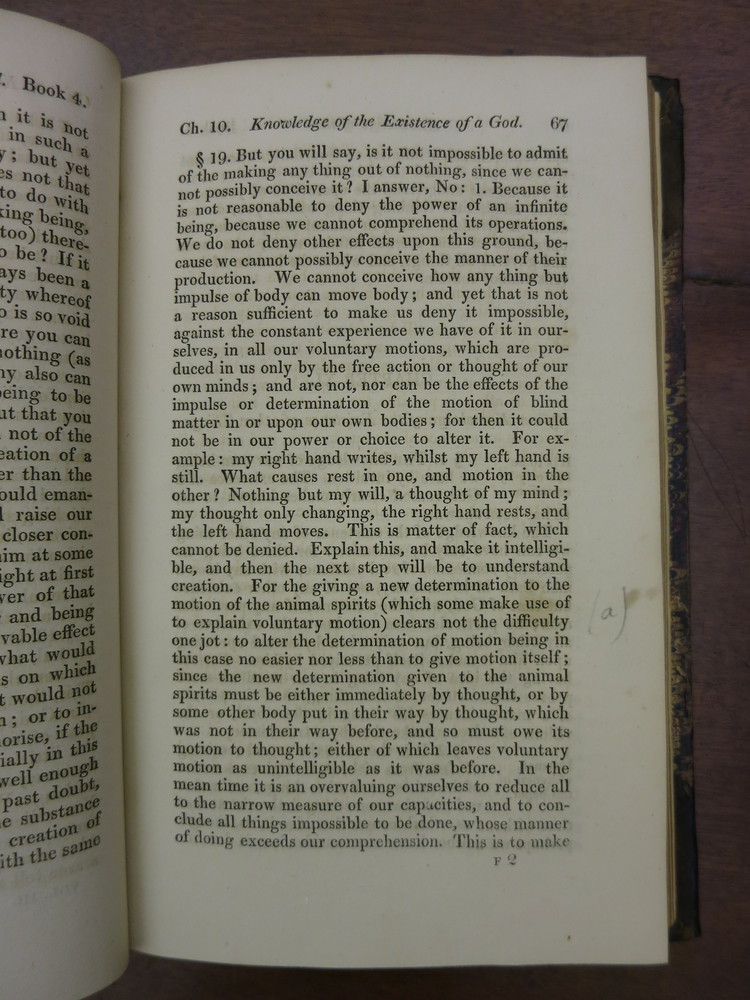 . Book 4.
it is not
in such a
y; but yet
es not that
to do with
king being,
too) there-
o be? If it
ays been a
ty whereof
o is so void
re you can
nothing (as
ny also can
being to be
ut that you
not of the
eation of a
er than the
ould eman-
raise our
closer con-
him at some
ight at first
ver of that
and being
vable effect
what would
s on which
t would not
; or to in-
orise, if the
ially in this
well enough
past doubt,
e substance
creation of
ith the same
Ch. 10. Knowledge of the Existence of a God. 67
§ 19. But you will say, is it not impossible to admit
of the making any thing out of nothing, since we can-
not possibly conceive it? I answer, No: 1. Because it
is not reasonable to deny the power of an infinite
being, because we cannot comprehend its operations.
We do not deny other effects upon this ground, be-
cause we cannot possibly conceive the manner of their
production. We cannot conceive how any thing but
impulse of body can move body; and yet that is not
a reason sufficient to make us deny it impossible,
against the constant experience we have of it in our-
selves, in all our voluntary motions, which are pro-
duced in us only by the free action or thought of our
own minds; and are not, nor can be the effects of the
impulse or determination of the motion of blind
matter in or upon our own bodies; for then it could
not be in our power or choice to alter it. For ex-
ample: my right hand writes, whilst my left hand is
still. What causes rest in one, and motion in the
other? Nothing but my will, a thought of my mind;
my thought only changing, the right hand rests, and
the left hand moves. This is matter of fact, which
cannot be denied. Explain this, and make it intelligi-
ble, and then the next step will be to understand
creation. For the giving a new determination to the
motion of the animal spirits (which some make use of
to explain voluntary motion) clears not the difficulty
one jot: to alter the determination of motion being in
this case no easier nor less than to give motion itself;
since the new determination given to the animal
spirits must be either immediately by thought, or by
some other body put in their way by thought, which
was not in their way before, and so must owe its
motion to thought; either of which leaves voluntary
motion as unintelligible as it was before. In the
mean time it is an overvaluing ourselves to reduce all
to the narrow measure of our capacities, and to con-
clude all things impossible to be done, whose manner
of doing exceeds our comprehension. This is to make
F 2
(a)